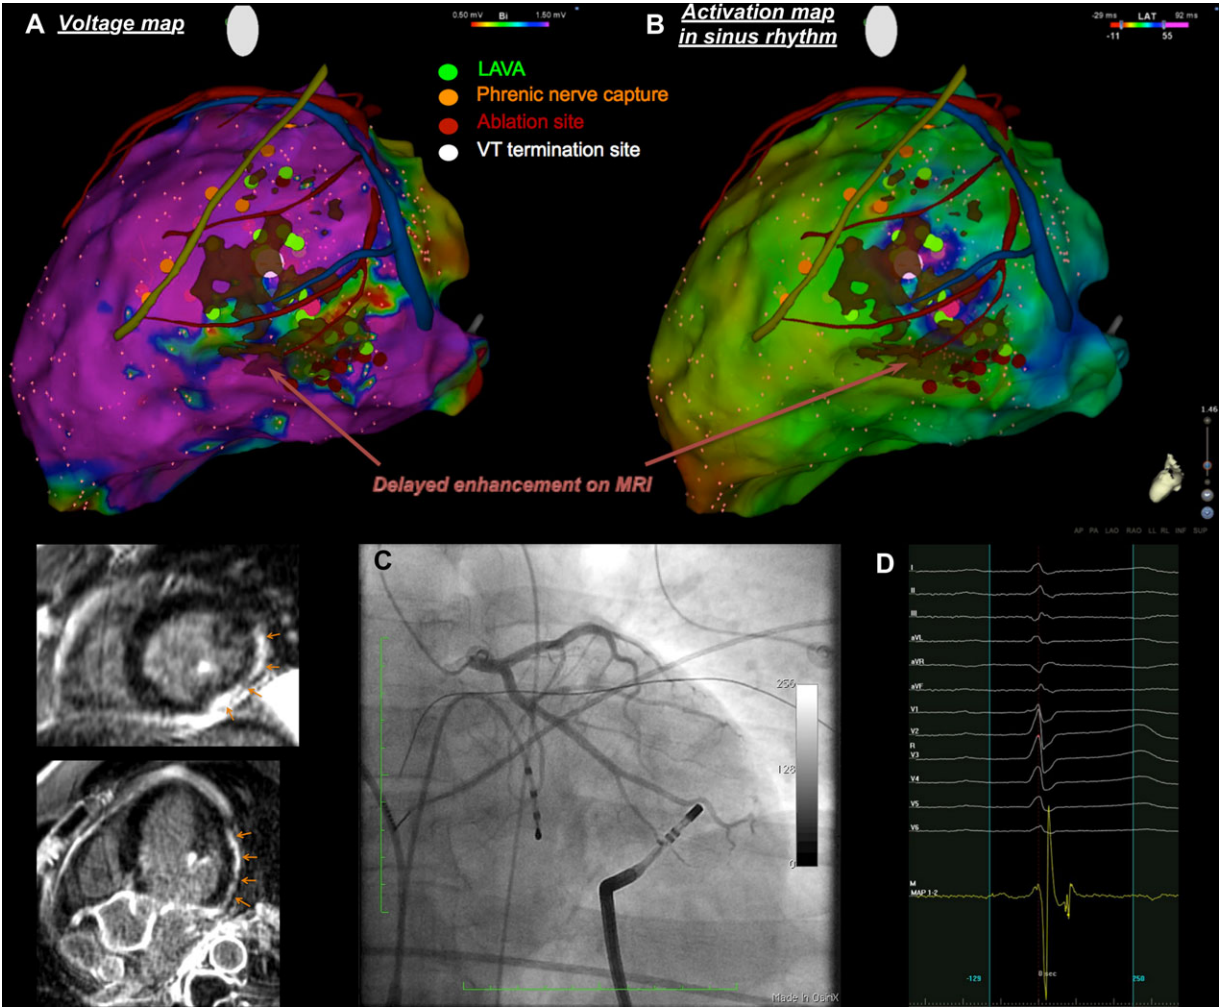 A Voltage map
0.50 mV Bi 1.50 mV
B Activation map
in sinus rhythm
-29 ms LAT 92 ms
-11 55
LAVA
Phrenic nerve capture
Ablation site
VT termination site
Delayed enhancement on MRI
1.46
AP PA LAO RAO LL RL INF SUP
C
256
128
0
Made In OsiriX
D
I
II
III
aVL
aVR
aVF
V1
V2
R
V3
V4
V5
V6
M
MAP 1-2
-129 0 sec 250